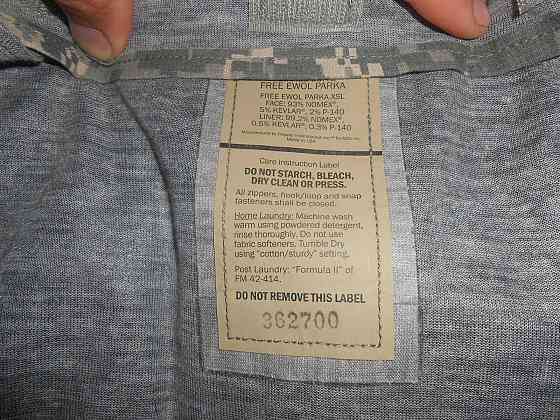 FREE EWOL PARKA
FREE EWOL PARKA.XSL
FACE: 93% NOMEX®,
5% KEVLAR®, 2% P-140
LINER: 99.2% NOMEX®,
0.5% KEVLAR®, 0.3% P-140
Made in USA
Care Instruction Label
DO NOT STARCH, BLEACH,
DRY CLEAN OR PRESS.
All zippers, hook/loop and snap
fasteners shall be closed.
Home Laundry: Machine wash
warm using powdered detergent,
rinse thoroughly. Do not use
fabric softeners. Tumble Dry
using "cotton/sturdy" setting.
Post Laundry: "Formula II" of
FM 42-414.
DO NOT REMOVE THIS LABEL
362700